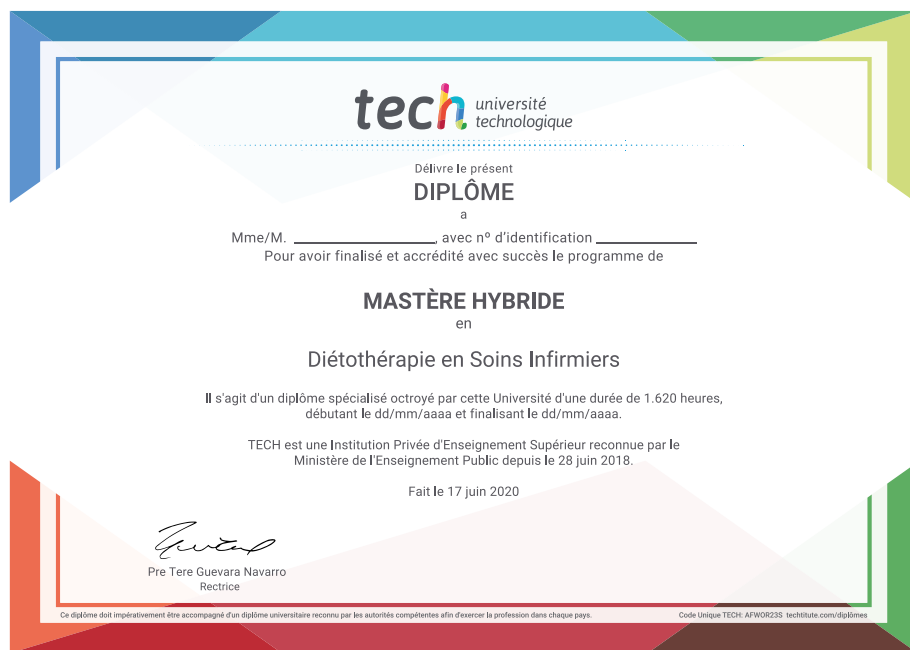 tech université
technologique
Délivre le présent
DIPLÔME
a
Mme/M. ____________________, avec nº d'identification ______________
Pour avoir finalisé et accrédité avec succès le programme de
MASTÈRE HYBRIDE
en
Diétothérapie en Soins Infirmiers
Il s'agit d'un diplôme spécialisé octroyé par cette Université d'une durée de 1.620 heures,
débutant le dd/mm/aaaa et finalisant le dd/mm/aaaa.
TECH est une Institution Privée d'Enseignement Supérieur reconnue par le
Ministère de l'Enseignement Public depuis le 28 juin 2018.
Fait le 17 juin 2020
Pre Tere Guevara Navarro
Rectrice
Ce diplôme doit impérativement être accompagné d'un diplôme universitaire reconnu par les autorités compétentes afin d'exercer la profession dans chaque pays.
Code Unique TECH: AFWOR23S techtitute.com/diplômes